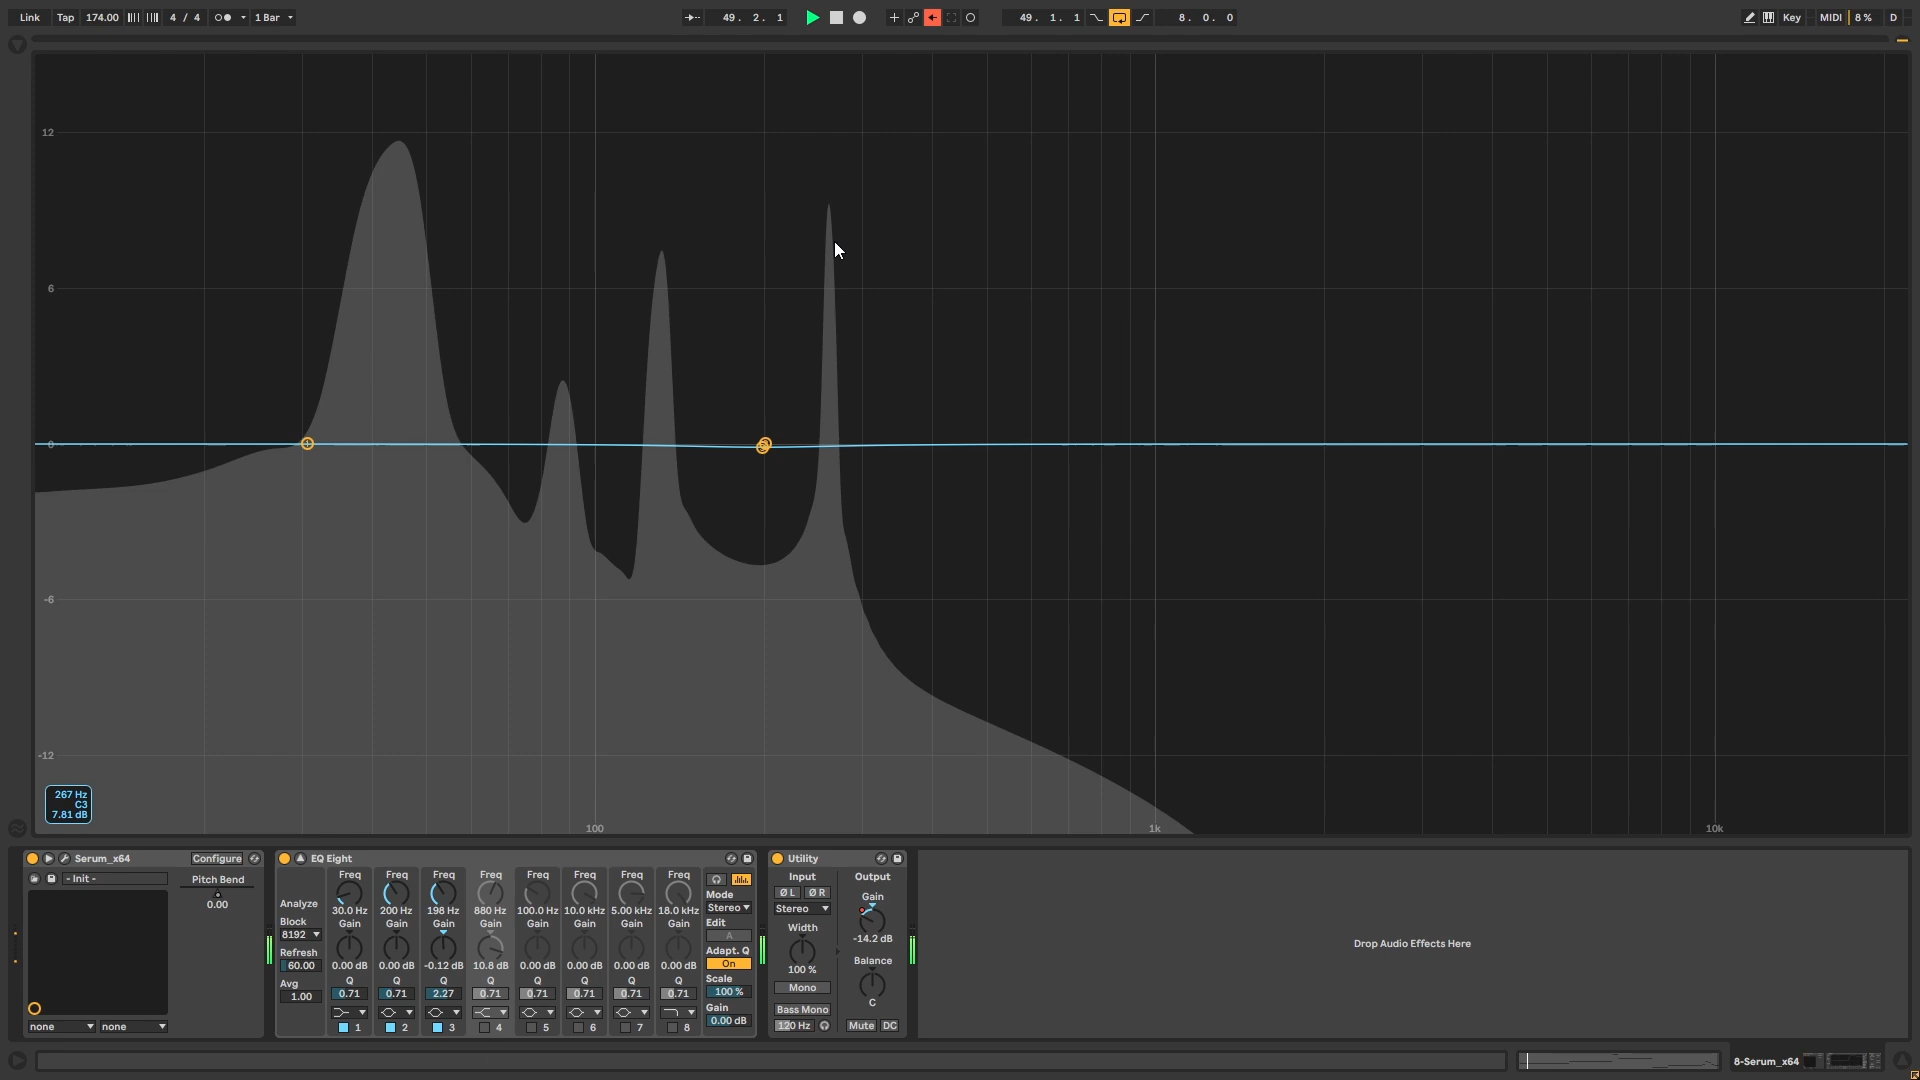 Link Tap 174.00 4 / 4 1 Bar 49. 2. 1 49. 1. 1 8. 0. 0 Key MIDI 8 % D
12
6
0
-6
-12
267 Hz
C3
7.81 dB
100 1k 10k
Serum_x64 Configure
- Init -
Pitch Bend
0.00
none none
EQ Eight
Analyze
Block
8192
Refresh
60.00
Avg
1.00
Freq Freq Freq Freq Freq Freq Freq Freq
30.0 Hz 200 Hz 198 Hz 880 Hz 100.0 Hz 10.0 kHz 5.00 kHz 18.0 kHz
Gain Gain Gain Gain Gain Gain Gain Gain
0.00 dB 0.00 dB -0.12 dB 10.8 dB 0.00 dB 0.00 dB 0.00 dB 0.00 dB
Q Q Q Q Q Q Q Q
0.71 0.71 2.27 0.71 0.71 0.71 0.71 0.71
1 2 3 4 5 6 7 8
Mode
Stereo
Edit
A
Adapt. Q
On
Scale
100 %
Gain
0.00 dB
Utility
Input
Ø L Ø R
Stereo
Width
100 %
Mono
Bass Mono
120 Hz
Output
Gain
-14.2 dB
Balance
C
Mute DC
Drop Audio Effects Here
8-Serum_x64